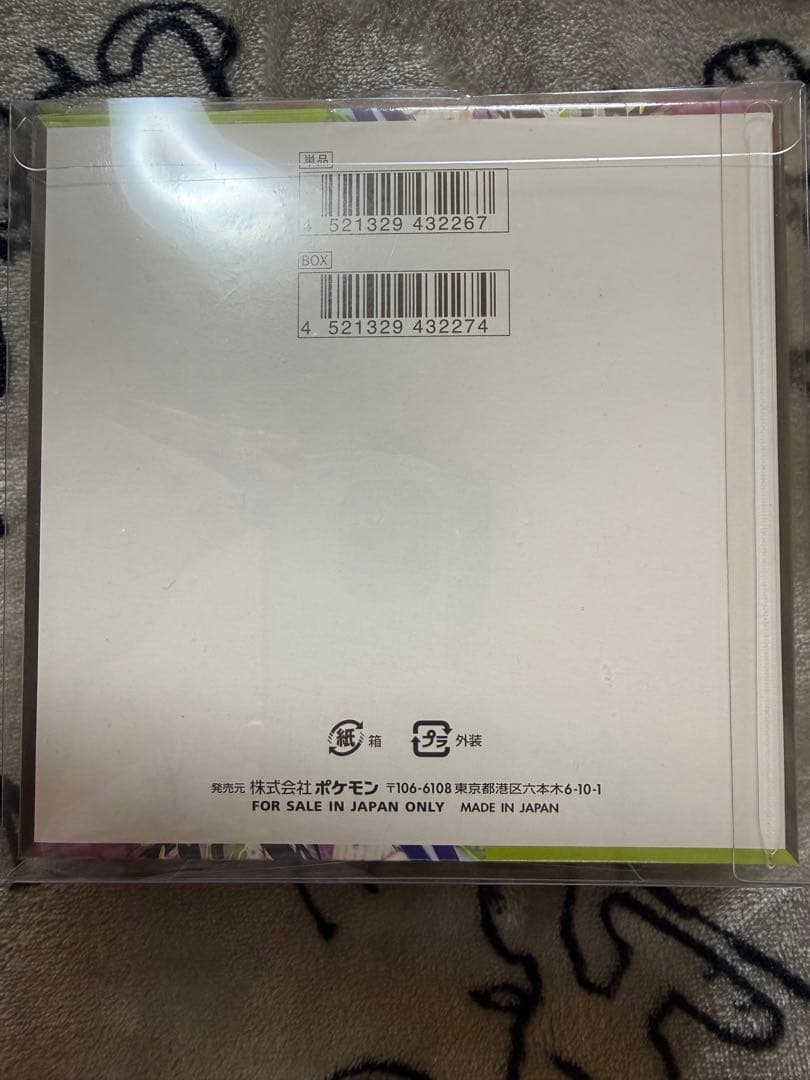 単品
4 521329 432267
BOX
4 521329 432274
紙 箱 プラ 外装
発売元 株式会社 ポケモン 〒106-6108 東京都港区六本木6-10-1
FOR SALE IN JAPAN ONLY MADE IN JAPAN